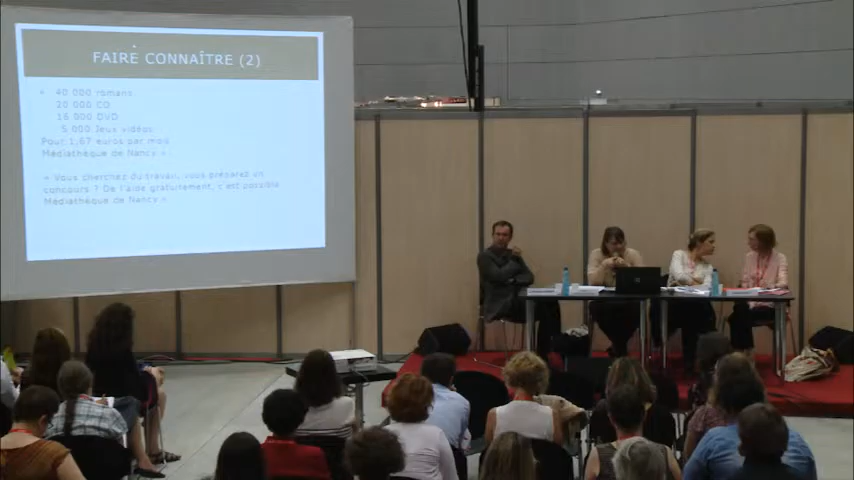 FAIRE CONNAÎTRE (2)
« 40 000 romans
20 000 CD
16 000 DVD
5 000 Jeux vidéos
Pour 1,67 euros par mois
Médiathèque de Nancy ».
« Vous cherchez du travail, vous préparez un
concours ? De l'aide gratuitement, c'est possible
Médiathèque de Nancy ».